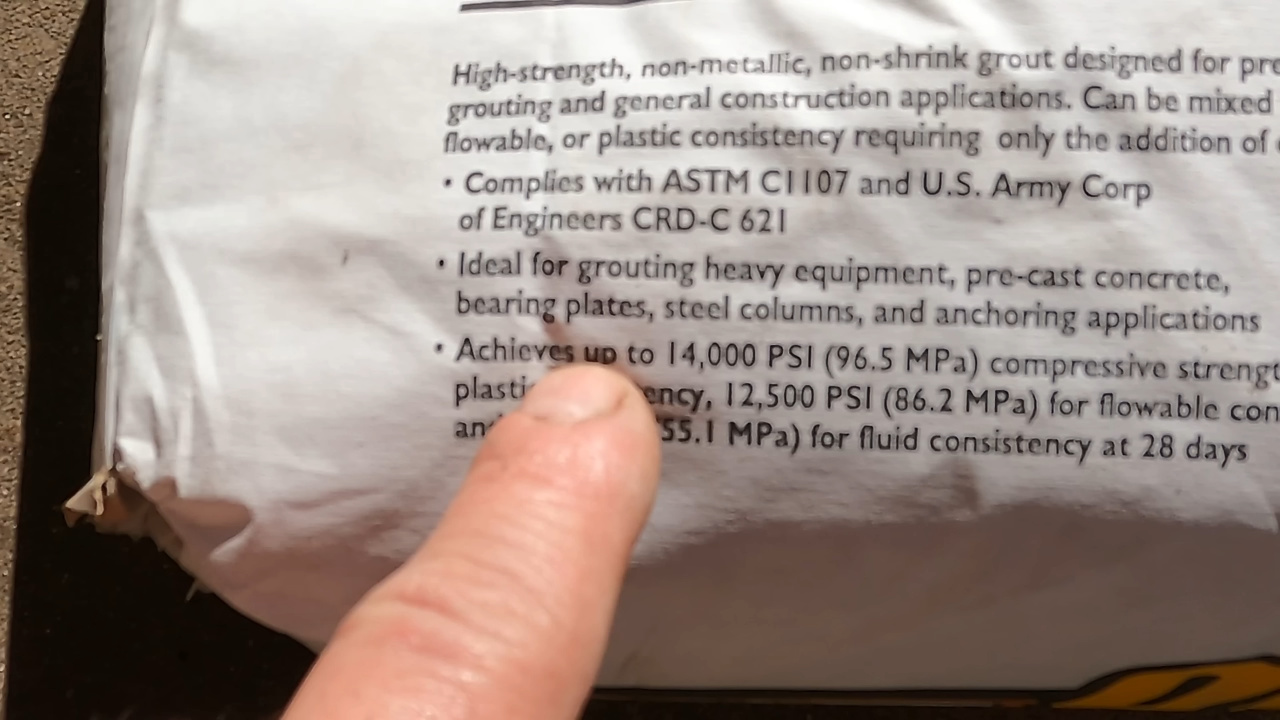 High-strength, non-metallic, non-shrink grout designed for pre
grouting and general construction applications. Can be mixed
flowable, or plastic consistency requiring only the addition of
• Complies with ASTM C1107 and U.S. Army Corp
of Engineers CRD-C 621
• Ideal for grouting heavy equipment, pre-cast concrete,
bearing plates, steel columns, and anchoring applications
• Achieves up to 14,000 PSI (96.5 MPa) compressive strengt
plasti ency, 12,500 PSI (86.2 MPa) for flowable con
an 55.1 MPa) for fluid consistency at 28 days